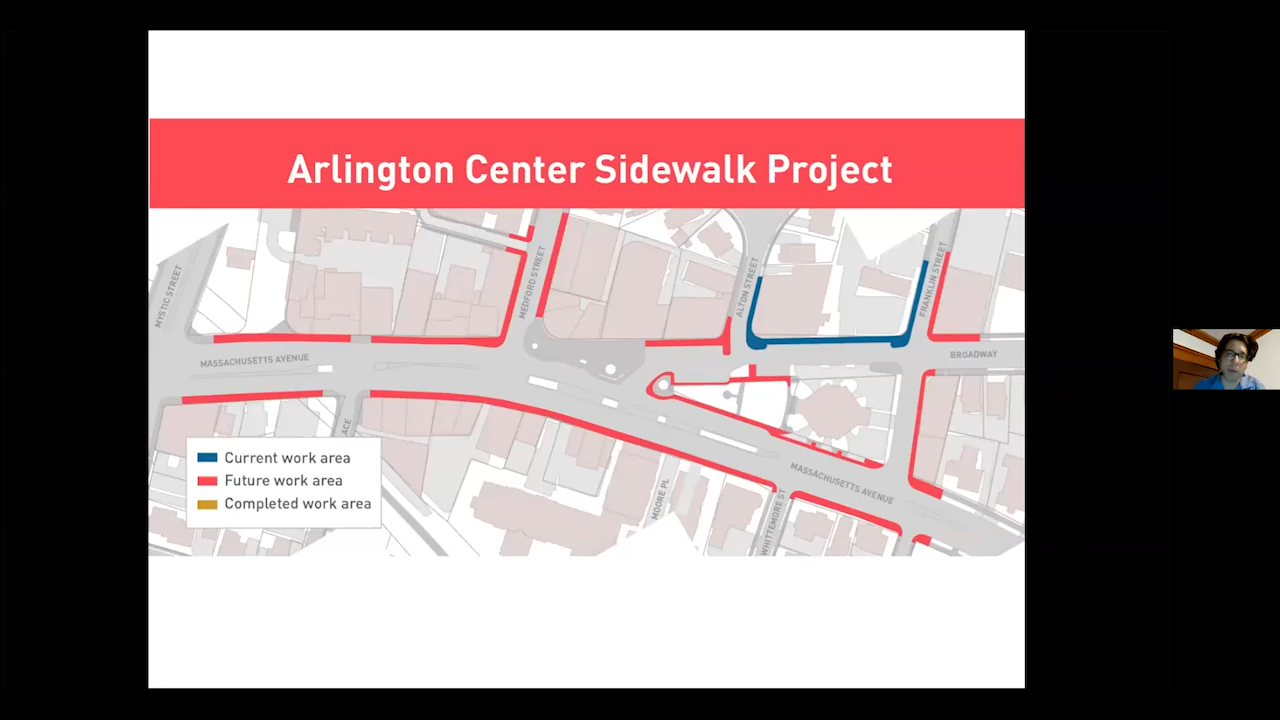 Arlington Center Sidewalk Project
MYSTIC STREET
MASSACHUSETTS AVENUE
MEDFORD STREET
ALTON STREET
FRANKLIN STREET
BROADWAY
ACE
MOORE PL
WHITTEMORE ST
MASSACHUSETTS AVENUE
Current work area
Future work area
Completed work area